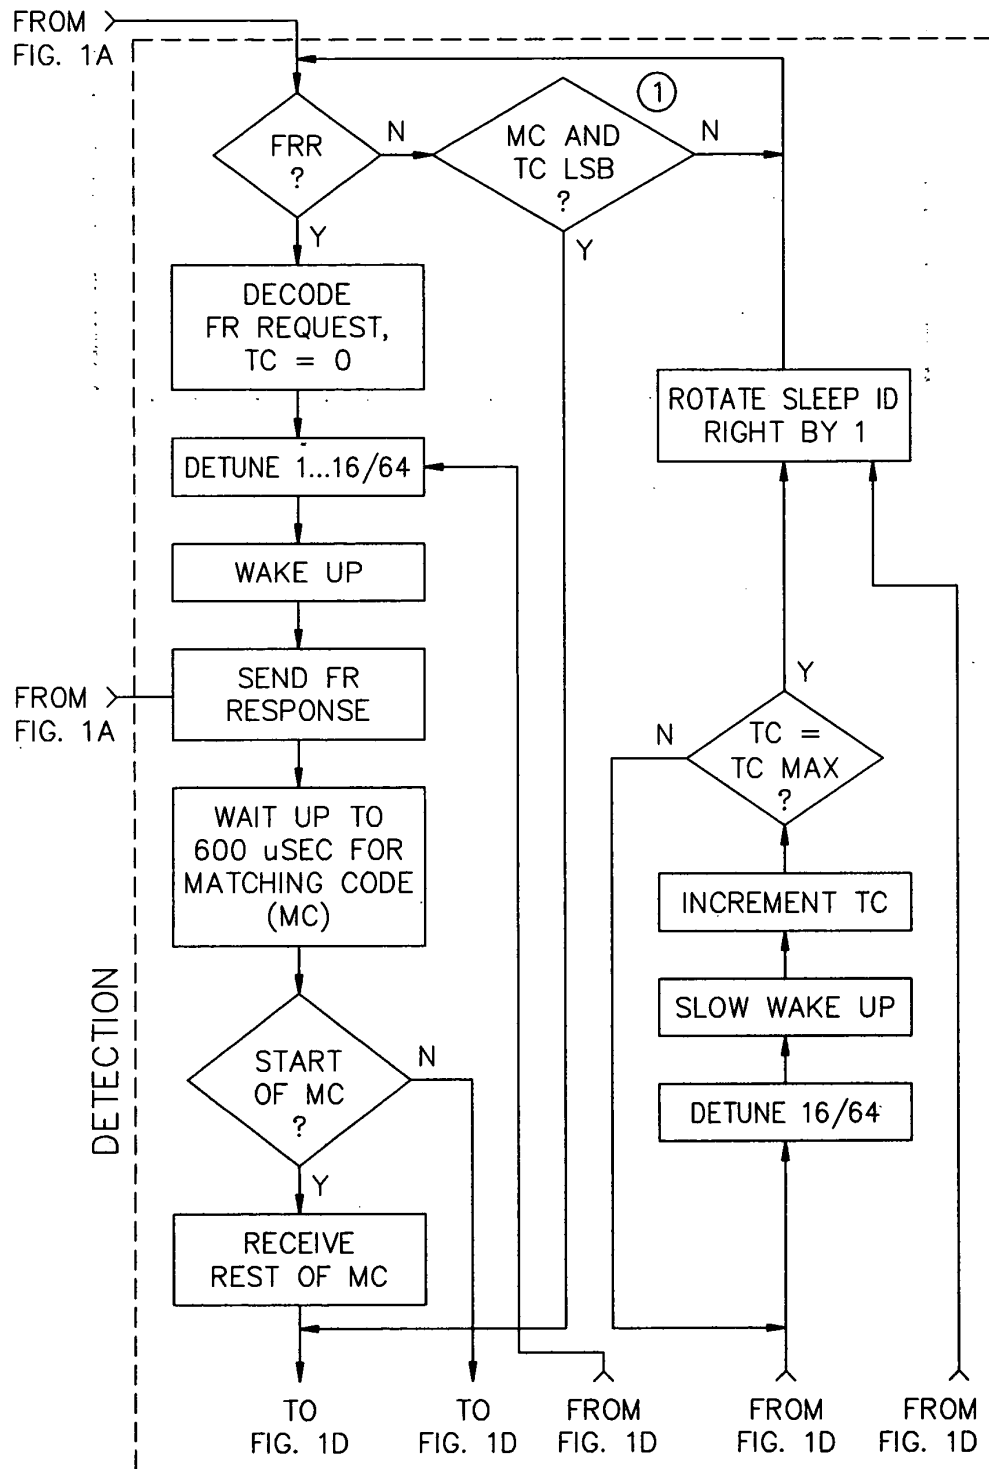 FROM
FIG. 1A
1
FRR
?
N
MC AND
TC LSB
?
N
Y
Y
DECODE
FR REQUEST,
TC = 0
ROTATE SLEEP ID
RIGHT BY 1
DETUNE 1...16/64
WAKE UP
SEND FR
RESPONSE
FROM
FIG. 1A
Y
N
TC =
TC MAX
?
WAIT UP TO
600 uSEC FOR
MATCHING CODE
(MC)
INCREMENT TC
SLOW WAKE UP
DETECTION
START
OF MC
?
N
DETUNE 16/64
Y
RECEIVE
REST OF MC
TO
FIG. 1D
TO
FIG. 1D
FROM
FIG. 1D
FROM
FIG. 1D
FROM
FIG. 1D